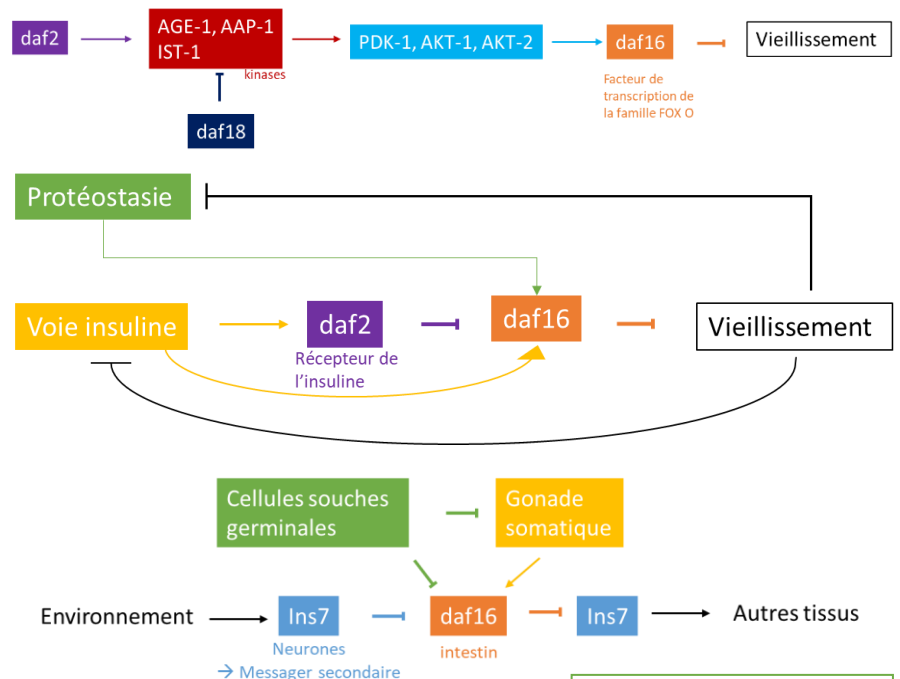 daf2
AGE-1, AAP-1
IST-1
kinases
PDK-1, AKT-1, AKT-2
daf16
Vieillissement
Facteur de
transcription de
la famille FOX O
daf18
Protéostasie
Voie insuline
daf2
daf16
Vieillissement
Récepteur de
l'insuline
Cellules souches
germinales
Gonade
somatique
Environnement
Ins7
daf16
Ins7
Autres tissus
Neurones
intestin
→ Messager secondaire